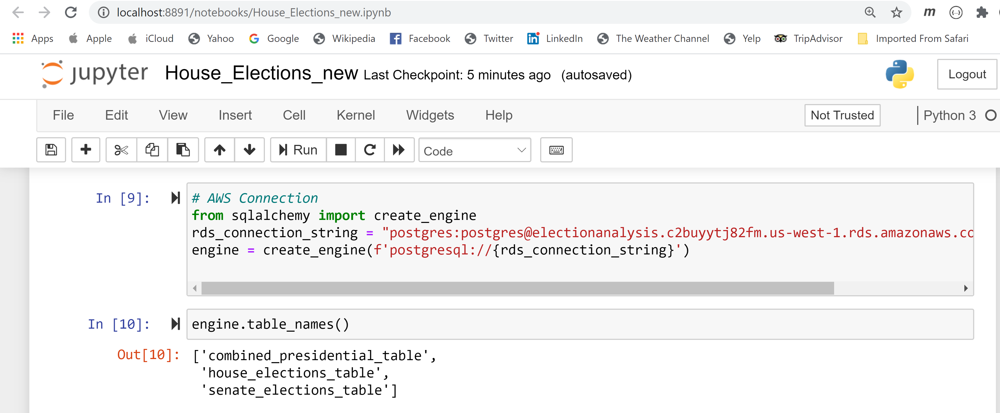 localhost:8891/notebooks/House_Elections_new.ipynb m {...}
Apps Apple iCloud Yahoo Google Wikipedia Facebook Twitter LinkedIn The Weather Channel Yelp TripAdvisor Imported From Safari
jupyter House_Elections_new Last Checkpoint: 5 minutes ago (autosaved) Logout
File Edit View Insert Cell Kernel Widgets Help Not Trusted Python 3
Run Code
In [9]: # AWS Connection
from sqlalchemy import create_engine
rds_connection_string = "postgres:postgres@electionanalysis.c2buyytj82fm.us-west-1.rds.amazonaws.co
engine = create_engine(f'postgresql://{rds_connection_string}')
In [10]: engine.table_names()
Out[10]: ['combined_presidential_table',
'house_elections_table',
'senate_elections_table']